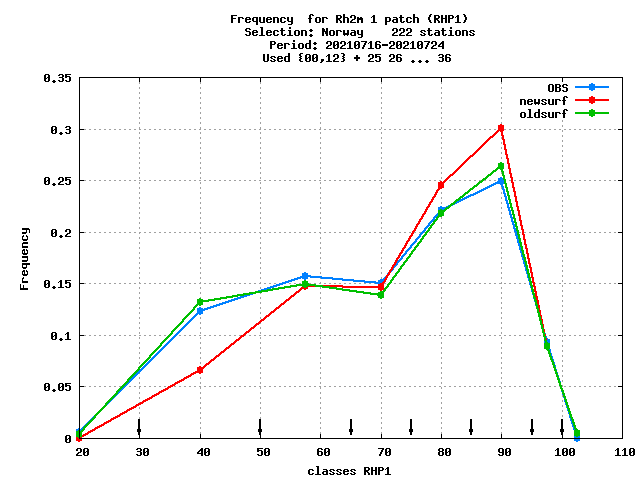 Frequency  for Rh2m 1 patch (RHP1)
Selection: Norway    222 stations
Period: 20210716-20210724
Used {00,12} + 25 26 ... 36
OBS
newsurf
oldsurf
0.35
0.3
0.25
0.2
0.15
0.1
0.05
0
Frequency
20 30 40 50 60 70 80 90 100 110
classes RHP1